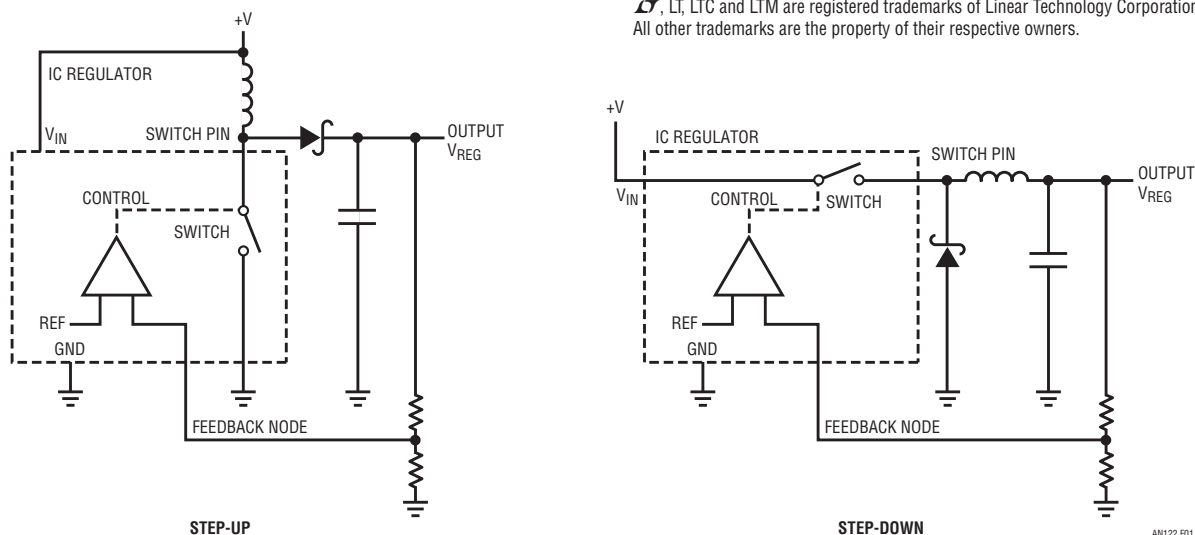 , LT, LTC and LTM are registered trademarks of Linear Technology Corporation
All other trademarks are the property of their respective owners.
+V
IC REGULATOR
VIN
SWITCH PIN
OUTPUT
VREG
CONTROL
SWITCH
REF
GND
FEEDBACK NODE
STEP-UP
+V
IC REGULATOR
SWITCH PIN
OUTPUT
VREG
VIN
CONTROL
SWITCH
REF
GND
FEEDBACK NODE
STEP-DOWN
AN122 F01